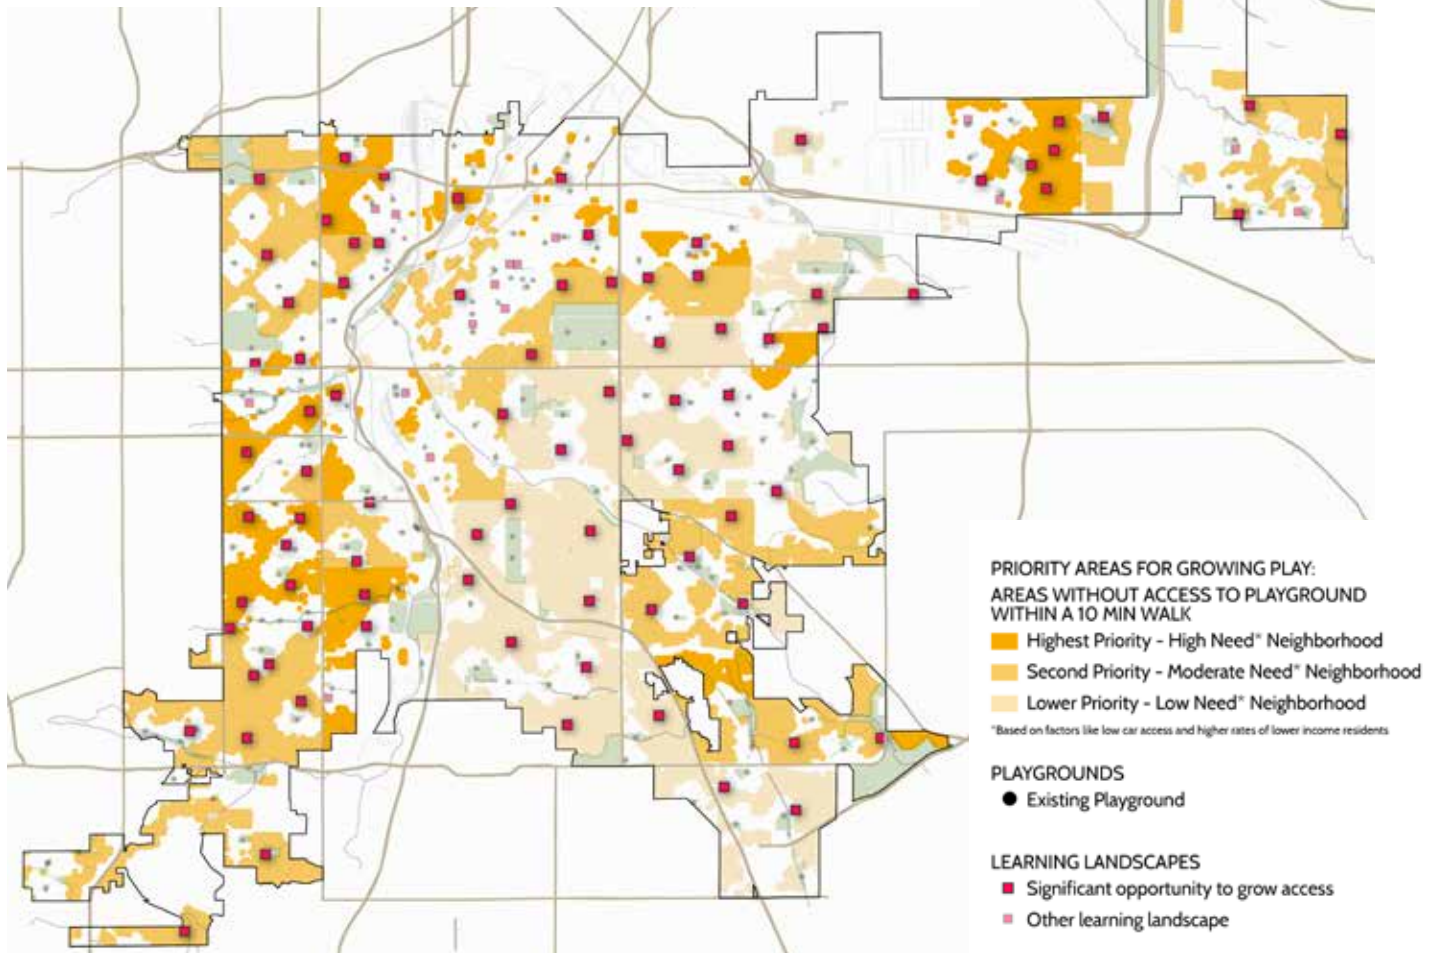 PRIORITY AREAS FOR GROWING PLAY:
AREAS WITHOUT ACCESS TO PLAYGROUND
WITHIN A 10 MIN WALK
Highest Priority - High Need* Neighborhood
Second Priority - Moderate Need* Neighborhood
Lower Priority - Low Need* Neighborhood
*Based on factors like low car access and higher rates of lower income residents
PLAYGROUNDS
Existing Playground
LEARNING LANDSCAPES
Significant opportunity to grow access
Other learning landscape